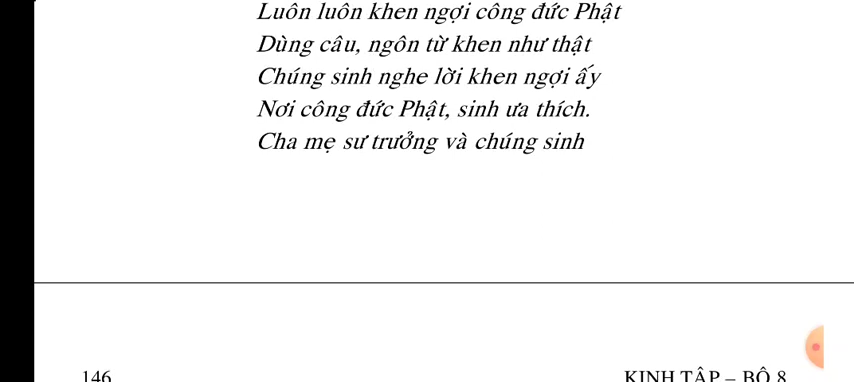 Luôn luôn khen ngợi công đức Phật
Dùng câu, ngôn từ khen như thật
Chúng sinh nghe lời khen ngợi ấy
Nơi công đức Phật, sinh ưa thích.
Cha mẹ sư trưởng và chúng sinh
146 KINH TẬP – BỘ 8